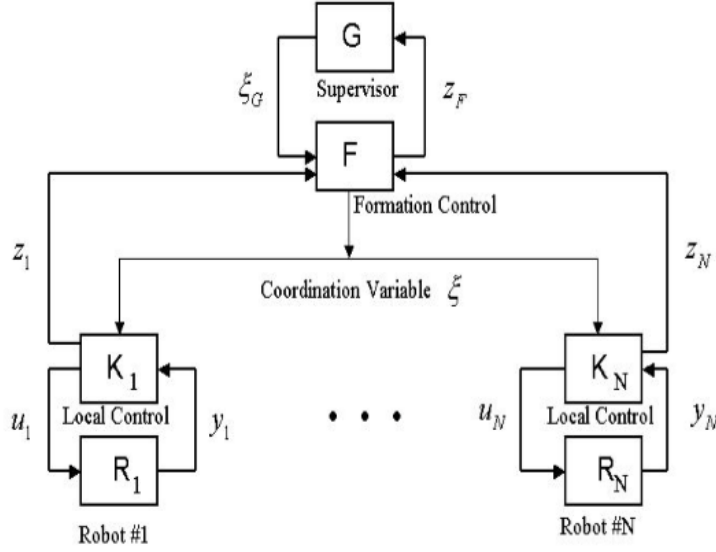 G
ξ_G
Supervisor
z_F
F
Formation Control
z_1
z_N
Coordination Variable ξ
K_1
K_N
Local Control
Local Control
u_1
y_1
• • •
u_N
y_N
R_1
R_N
Robot #1
Robot #N